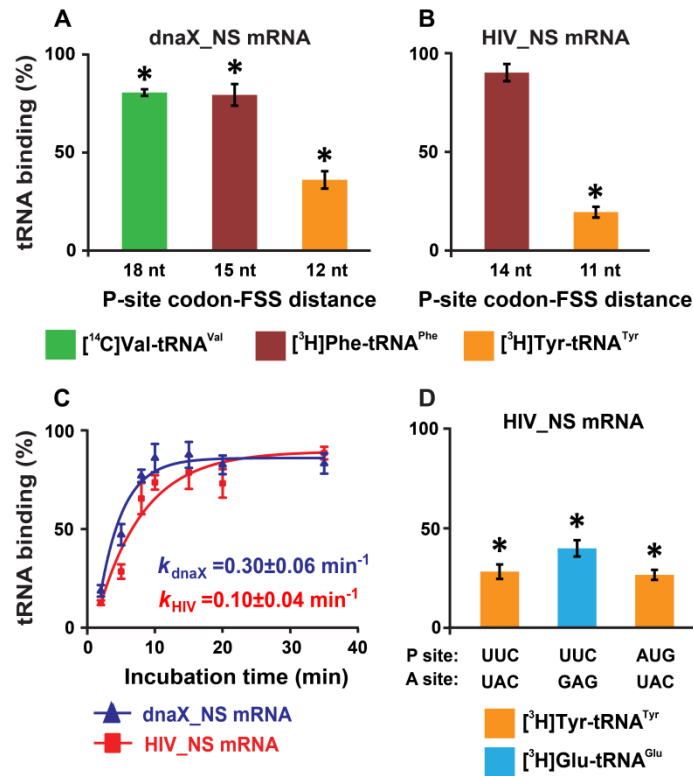 A
dnaX_NS mRNA
tRNA binding (%)
100
50
0
18 nt 15 nt 12 nt
P-site codon-FSS distance
* * *
B
HIV_NS mRNA
100
50
0
14 nt 11 nt
P-site codon-FSS distance
*
[¹⁴C]Val-tRNAⱽᵃˡ [³H]Phe-tRNAᴾʰᵉ [³H]Tyr-tRNAᵀʸʳ
C
tRNA binding (%)
100
50
0
k_dnaX =0.30±0.06 min⁻¹
k_HIV =0.10±0.04 min⁻¹
0 10 20 30 40
Incubation time (min)
dnaX_NS mRNA
HIV_NS mRNA
D
HIV_NS mRNA
100
50
0
* * *
P site: UUC UUC AUG
A site: UAC GAG UAC
[³H]Tyr-tRNAᵀʸʳ
[³H]Glu-tRNAᴳˡᵘ